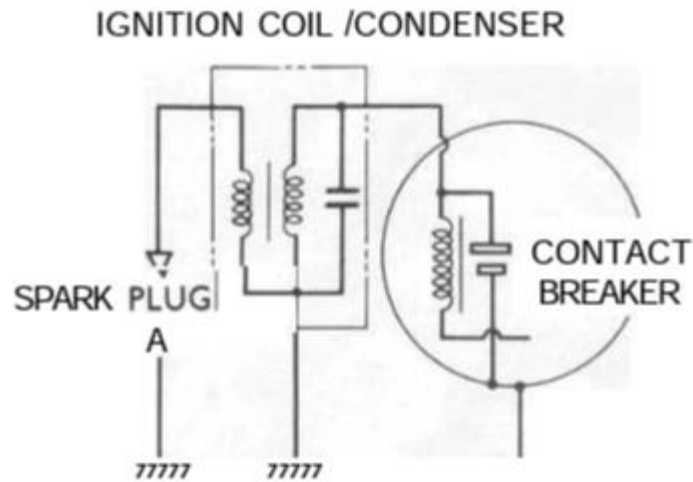 IGNITION COIL /CONDENSER
SPARK PLUG
A
CONTACT
BREAKER